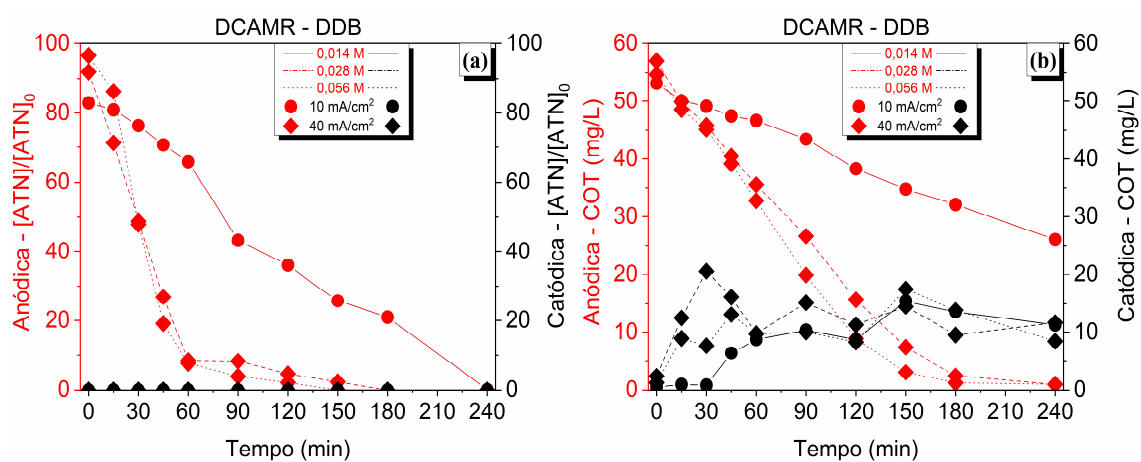 DCAMR - DDB
(a)
0,014 M
0,028 M
0,056 M
10 mA/cm²
40 mA/cm²
Anódica - [ATN]/[ATN]₀
100
80
60
40
20
0
Catódica - [ATN]/[ATN]₀
100
80
60
40
20
0
0 30 60 90 120 150 180 210 240
Tempo (min)
DCAMR - DDB
(b)
0,014 M
0,028 M
0,056 M
10 mA/cm²
40 mA/cm²
Anódica - COT (mg/L)
60
50
40
30
20
10
0
Catódica - COT (mg/L)
60
50
40
30
20
10
0
0 30 60 90 120 150 180 210 240
Tempo (min)